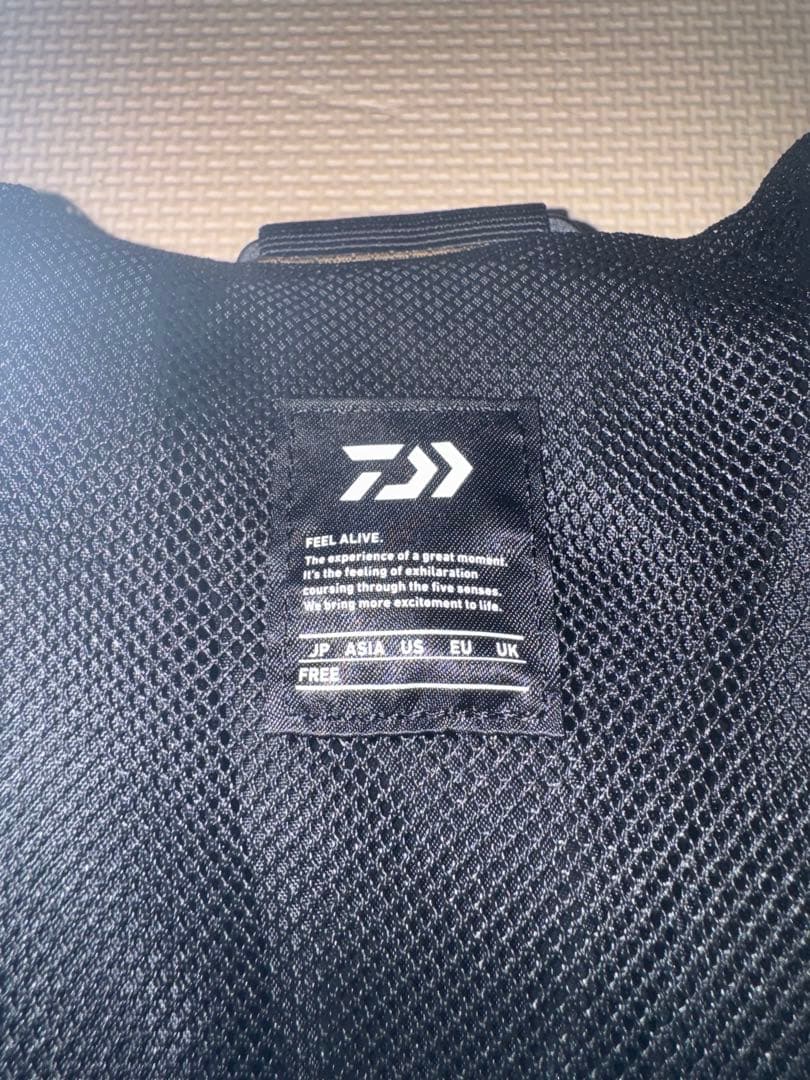 FEEL ALIVE.
The experience of a great moment.
It's the feeling of exhilaration
coursing through the five senses.
We bring more excitement to life.
JP ASIA US EU UK
FREE